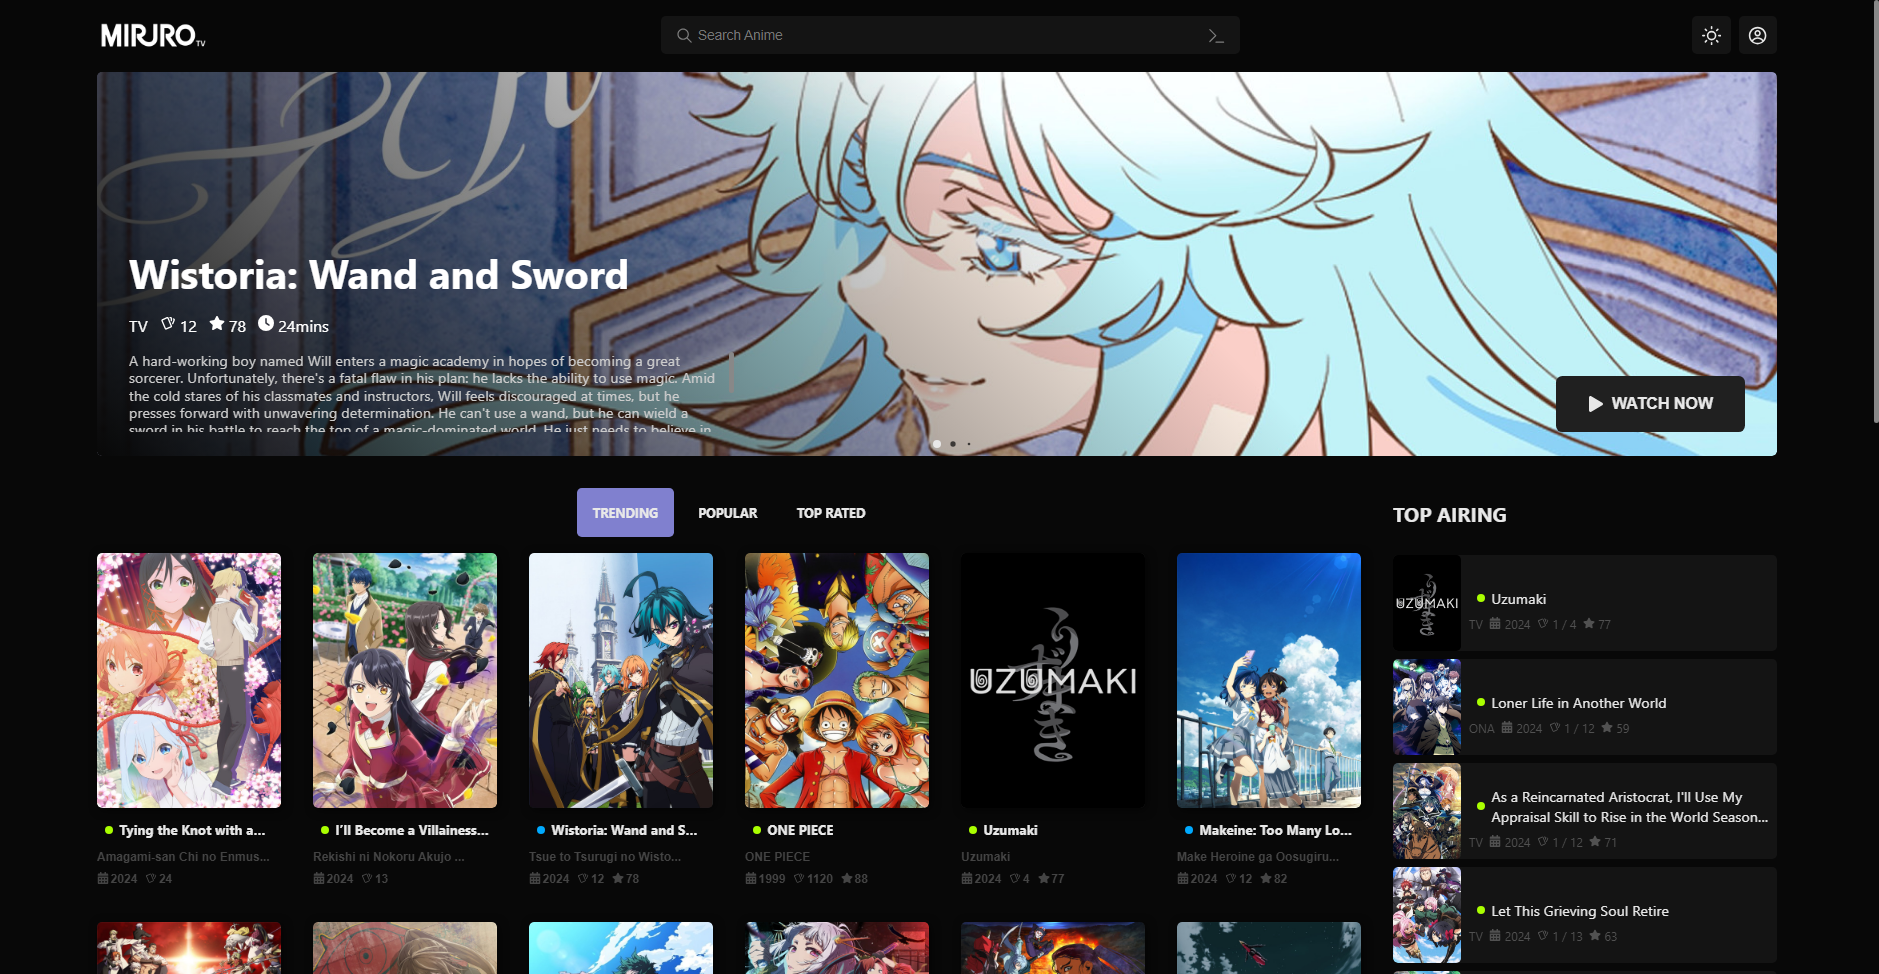 MIRURO TV
Search Anime
Wistoria: Wand and Sword
TV 12 78 24mins
A hard-working boy named Will enters a magic academy in hopes of becoming a great
sorcerer. Unfortunately, there's a fatal flaw in his plan: he lacks the ability to use magic. Amid
the cold stares of his classmates and instructors, Will feels discouraged at times, but he
presses forward with unwavering determination. He can't use a wand, but he can wield a
sword in his battle to reach the top of a magic-dominated world. He just needs to believe in
WATCH NOW
TRENDING
POPULAR
TOP RATED
UZUMAKI
Tying the Knot with a...
Amagami-san Chi no Enmus...
2024 24
I'll Become a Villainess...
Rekishi ni Nokoru Akujo ...
2024 13
Wistoria: Wand and S...
Tsue to Tsurugi no Wisto...
2024 12 78
ONE PIECE
ONE PIECE
1999 1120 88
Uzumaki
Uzumaki
2024 4 77
Makeine: Too Many Lo...
Make Heroine ga Oosugiru...
2024 12 82
TOP AIRING
UZUMAKI
Uzumaki
TV 2024 1 / 4 77
Loner Life in Another World
ONA 2024 1 / 12 59
As a Reincarnated Aristocrat, I'll Use My
Appraisal Skill to Rise in the World Season...
TV 2024 1 / 12 71
Let This Grieving Soul Retire
TV 2024 1 / 13 63